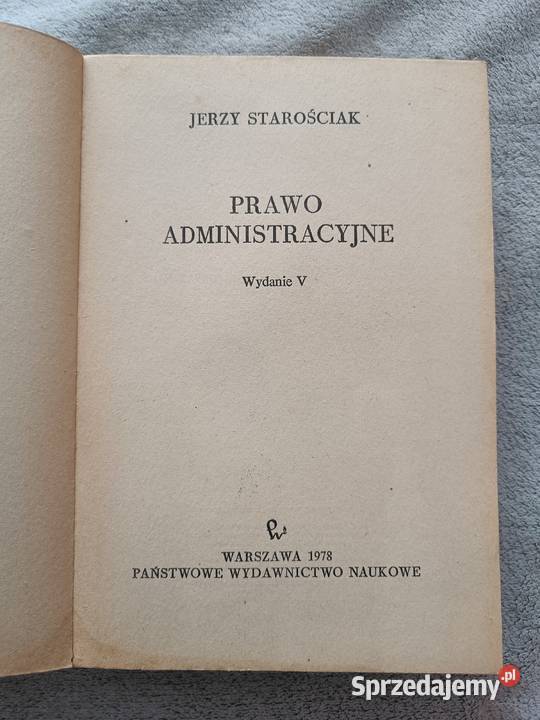 JERZY STAROŚCIAK
PRAWO
ADMINISTRACYJNE
Wydanie V
WARSZAWA 1978
PAŃSTWOWE WYDAWNICTWO NAUKOWE
Sprzedajemy.pl